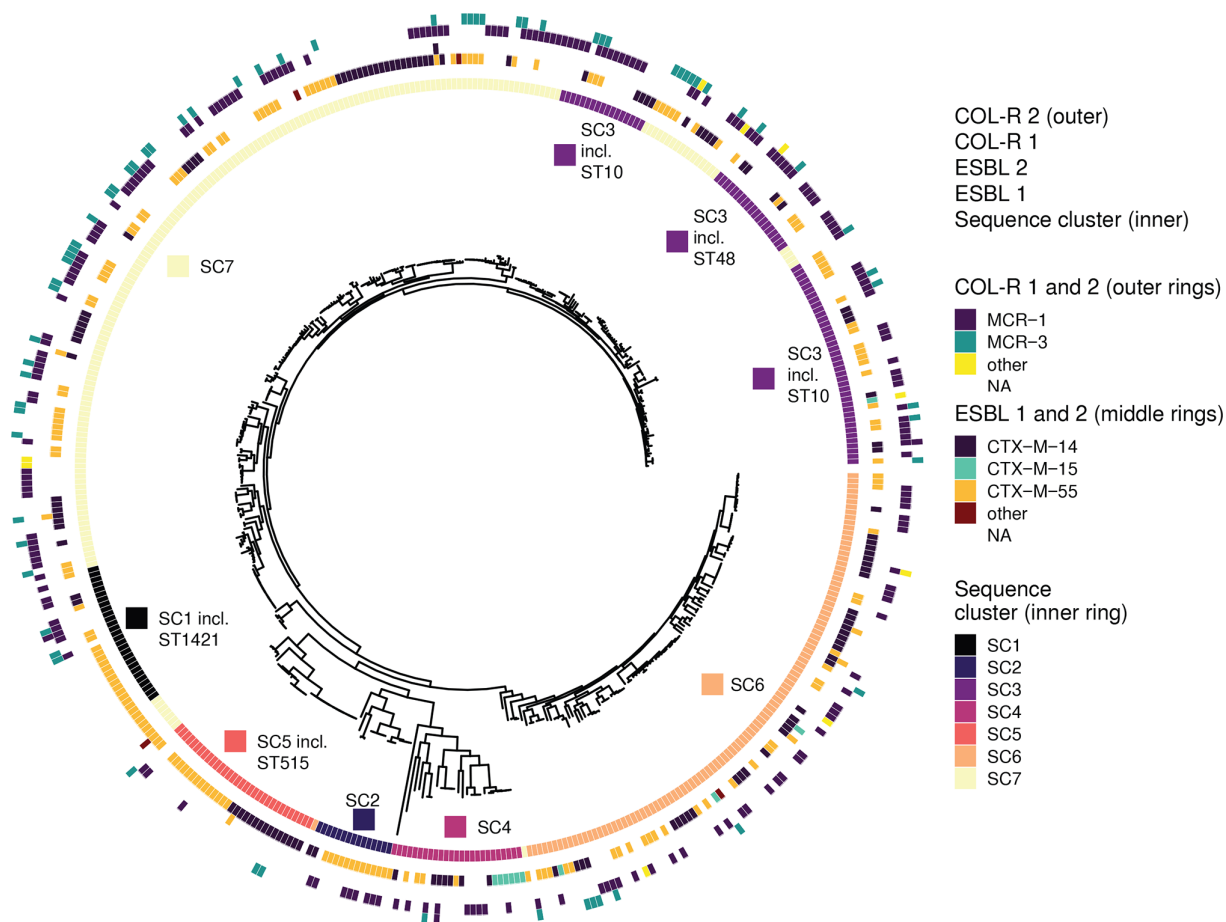 SC3
incl.
ST10
SC3
incl.
ST48
SC7
SC3
incl.
ST10
SC1 incl.
ST1421
SC6
SC5 incl.
ST515
SC2
SC4
COL-R 2 (outer)
COL-R 1
ESBL 2
ESBL 1
Sequence cluster (inner)
COL-R 1 and 2 (outer rings)
MCR−1
MCR−3
other
NA
ESBL 1 and 2 (middle rings)
CTX−M−14
CTX−M−15
CTX−M−55
other
NA
Sequence
cluster (inner ring)
SC1
SC2
SC3
SC4
SC5
SC6
SC7